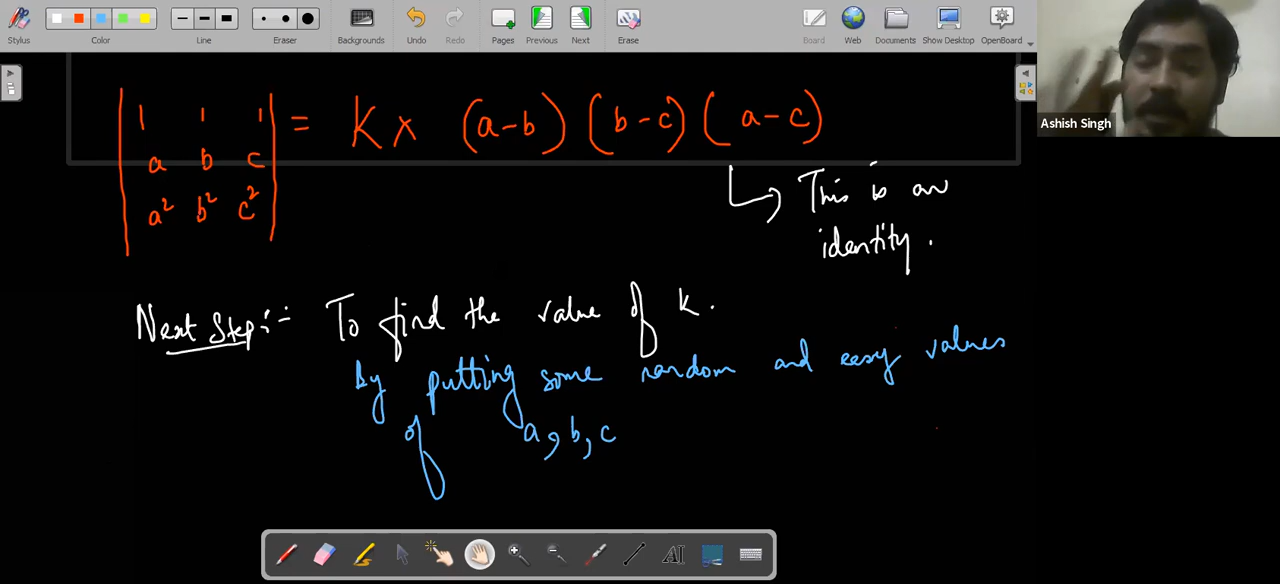 Stylus Color Line Eraser Backgrounds Undo Redo Pages Previous Next Erase Board Web Documents Show Desktop OpenBoard
Ashish Singh
| 1 1 1 | = K × (a-b) (b-c) (a-c)
| a b c |
| a² b² c² |
↳ This is an
identity.
Next Step:- To find the value of k.
By putting some random and easy values
of a, b, c
AI